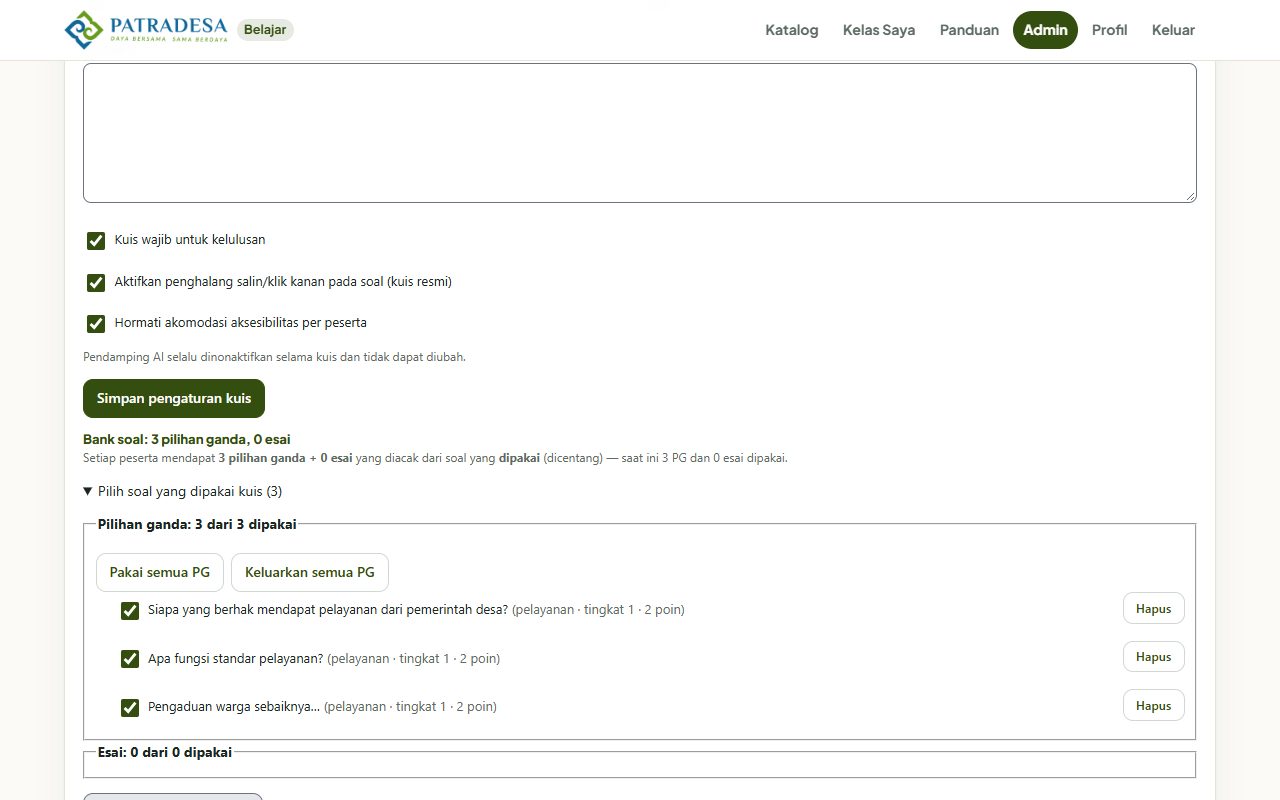 PATRADESA
DAYA BERSAMA SAMA BERDAYA
Belajar
Katalog
Kelas Saya
Panduan
Admin
Profil
Keluar
Kuis wajib untuk kelulusan
Aktifkan penghalang salin/klik kanan pada soal (kuis resmi)
Hormati akomodasi aksesibilitas per peserta
Pendamping AI selalu dinonaktifkan selama kuis dan tidak dapat diubah.
Simpan pengaturan kuis
Bank soal: 3 pilihan ganda, 0 esai
Setiap peserta mendapat 3 pilihan ganda + 0 esai yang diacak dari soal yang dipakai (dicentang) — saat ini 3 PG dan 0 esai dipakai.
▼ Pilih soal yang dipakai kuis (3)
Pilihan ganda: 3 dari 3 dipakai
Pakai semua PG
Keluarkan semua PG
Siapa yang berhak mendapat pelayanan dari pemerintah desa? (pelayanan · tingkat 1 · 2 poin)
Hapus
Apa fungsi standar pelayanan? (pelayanan · tingkat 1 · 2 poin)
Hapus
Pengaduan warga sebaiknya... (pelayanan · tingkat 1 · 2 poin)
Hapus
Esai: 0 dari 0 dipakai